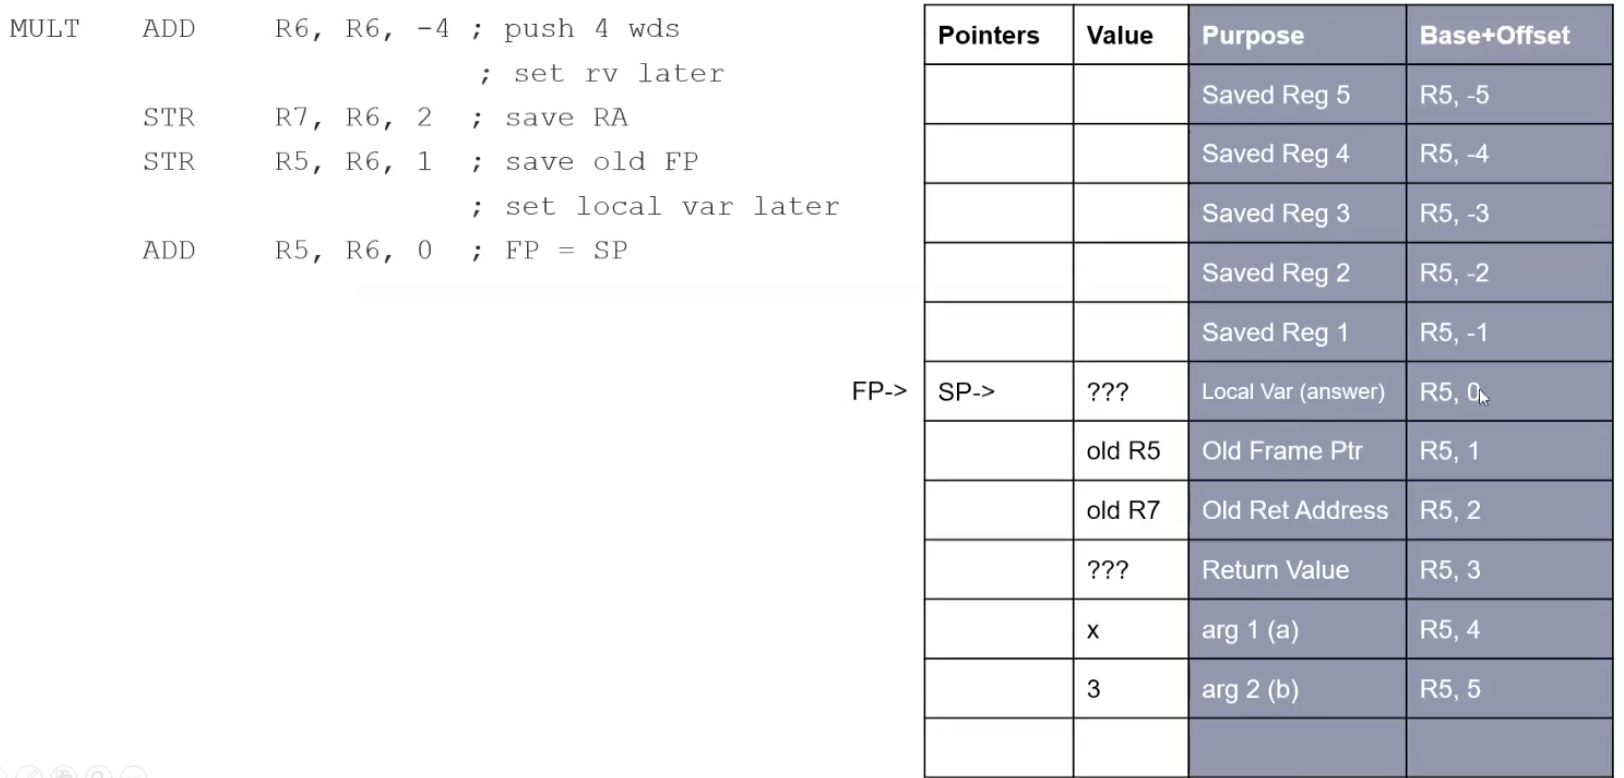 MULT ADD R6, R6, -4 ; push 4 wds
; set rv later
STR R7, R6, 2 ; save RA
STR R5, R6, 1 ; save old FP
; set local var later
ADD R5, R6, 0 ; FP = SP
Pointers Value Purpose Base+Offset
Saved Reg 5 R5, -5
Saved Reg 4 R5, -4
Saved Reg 3 R5, -3
Saved Reg 2 R5, -2
Saved Reg 1 R5, -1
FP-> SP-> ??? Local Var (answer) R5, 0
old R5 Old Frame Ptr R5, 1
old R7 Old Ret Address R5, 2
??? Return Value R5, 3
x arg 1 (a) R5, 4
3 arg 2 (b) R5, 5